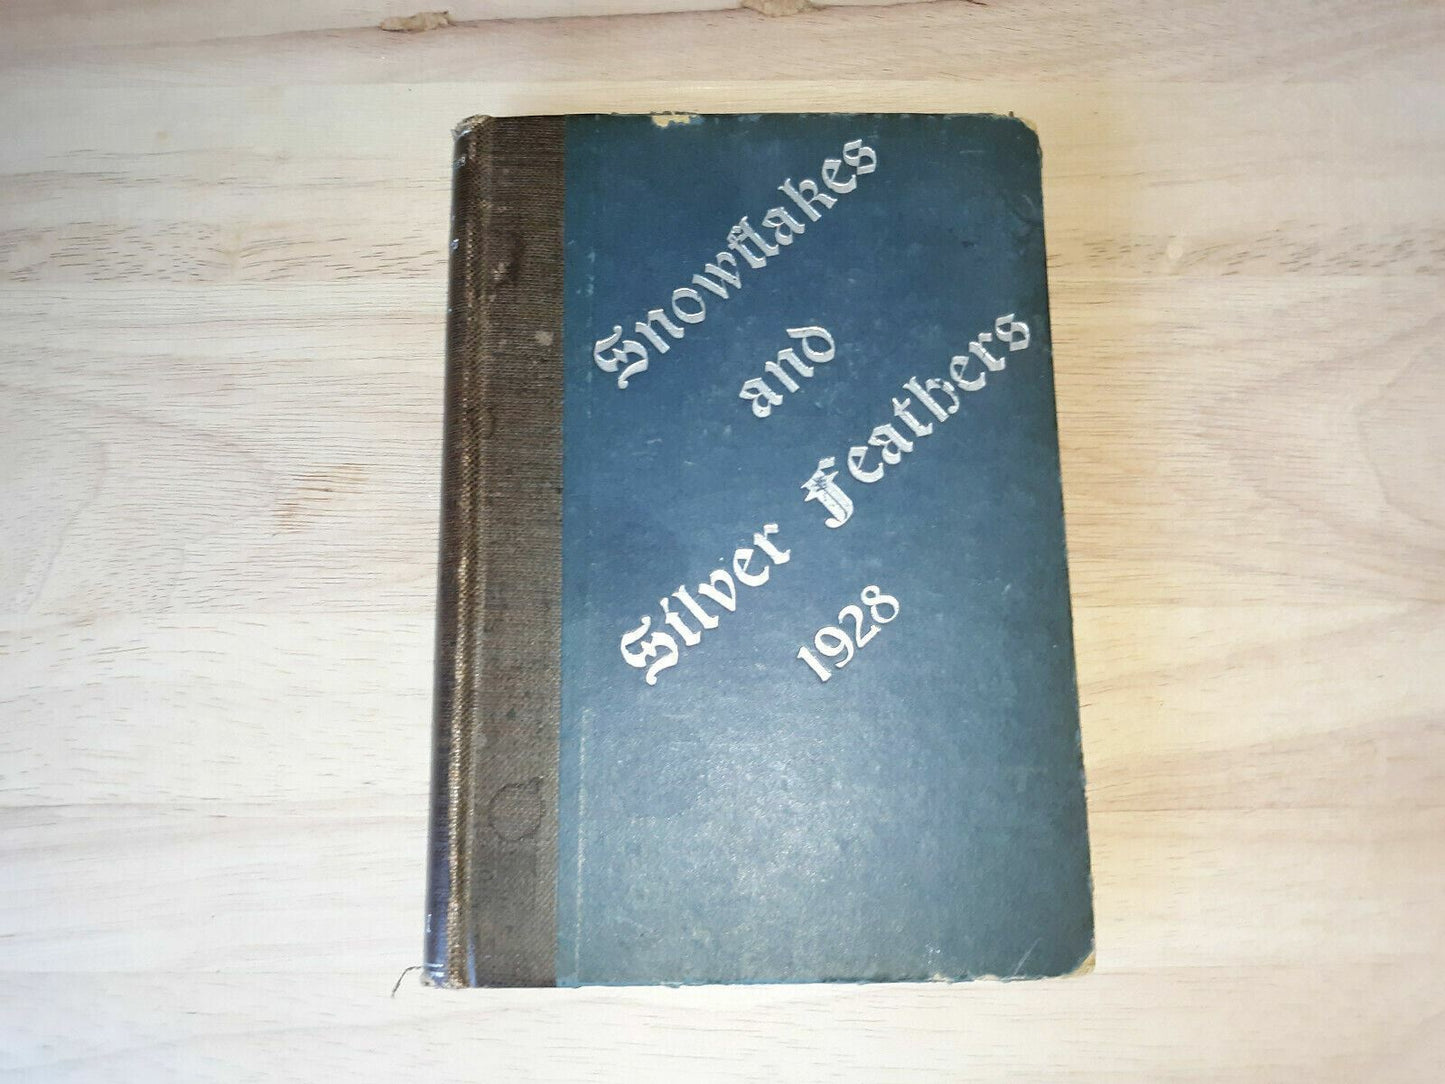 Snowflakes
and
Silver Feathers
1928